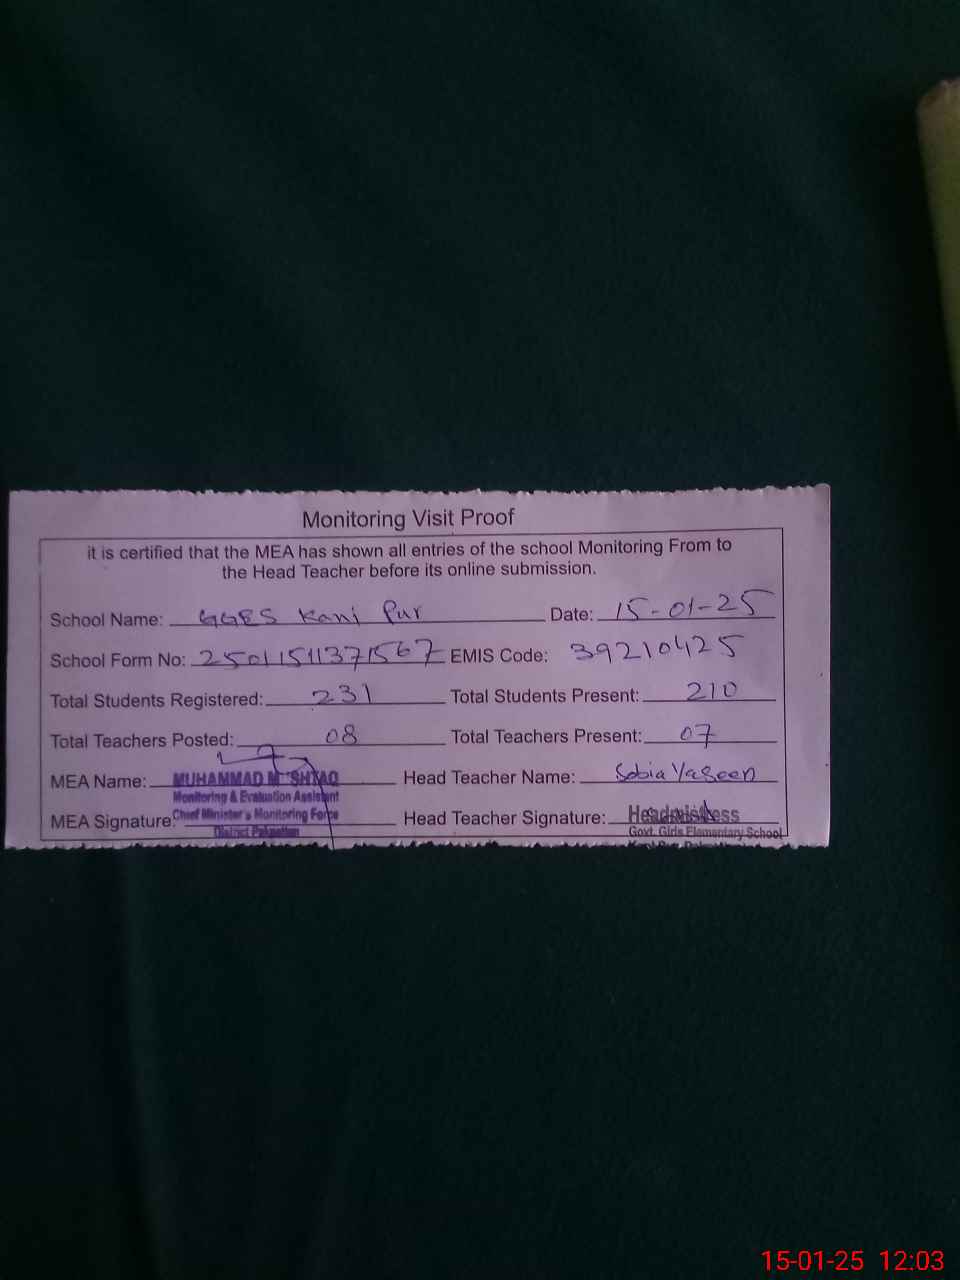 Monitoring Visit Proof
it is certified that the MEA has shown all entries of the school Monitoring From to
the Head Teacher before its online submission.
School Name: GGES Kani Pur Date: 15-01-25
School Form No: 25011511371567 EMIS Code: 39210425
Total Students Registered: 231 Total Students Present: 210
Total Teachers Posted: 08 Total Teachers Present: 07
MEA Name: MUHAMMAD Head Teacher Name: Sobia Yaseen
Monitoring & Evaluation Assistant
MEA Signature: Chief Minister's Monitoring Force Head Teacher Signature: Headmistress
District Pakpattan Govt. Girls Elementary School
15-01-25 12:03